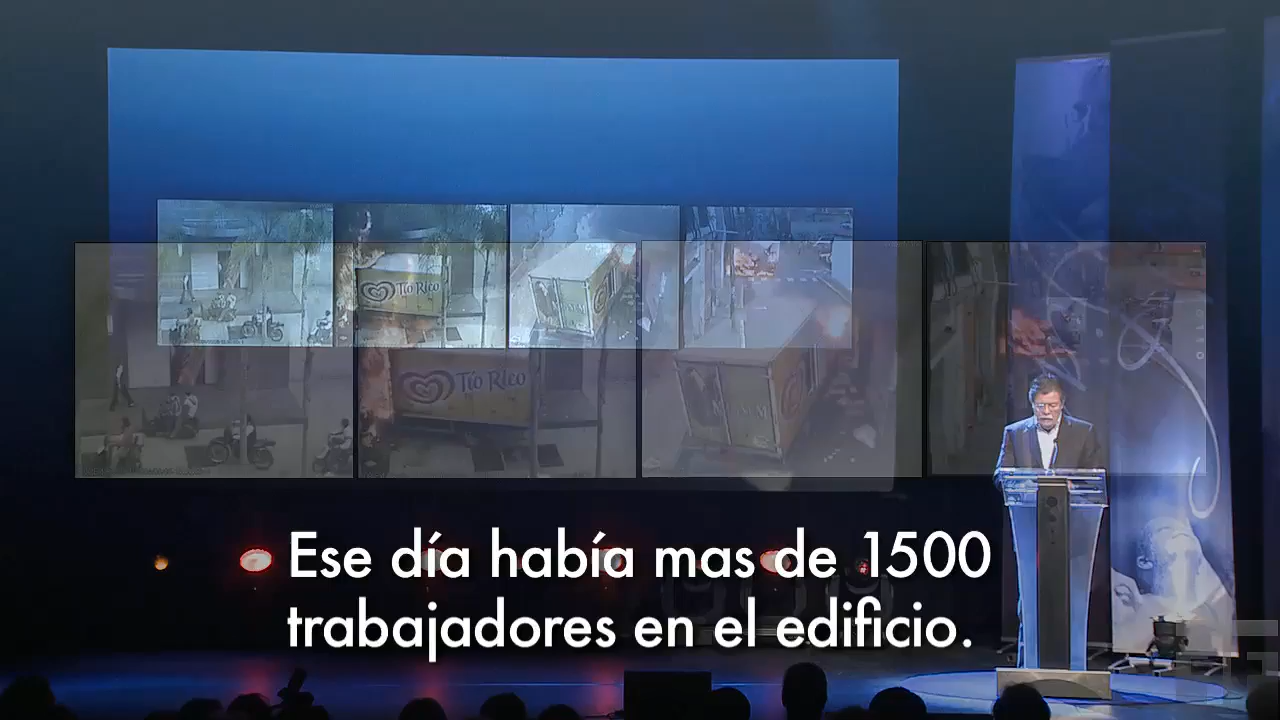 Tío Rico
Tío Rico
Ese día había mas de 1500
trabajadores en el edificio.